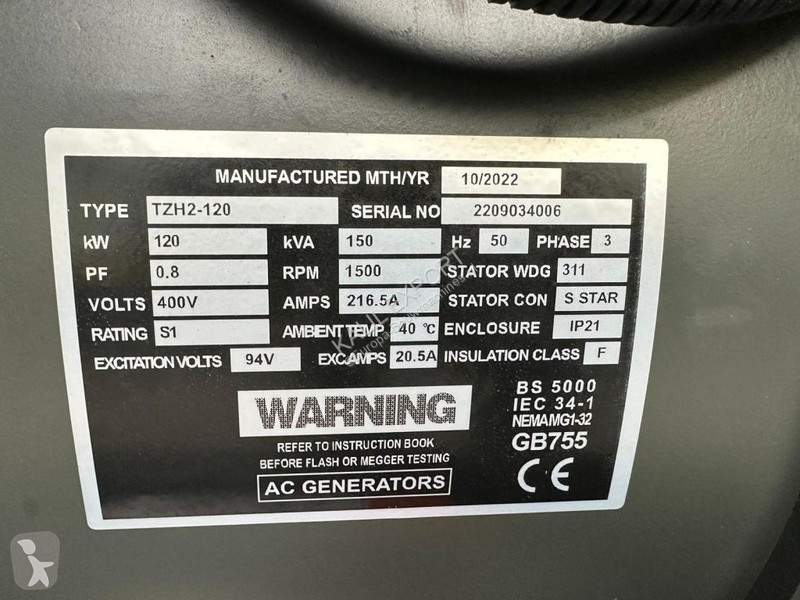 MANUFACTURED MTH/YR 10/2022
TYPE TZH2-120 SERIAL NO 2209034006
kW 120 kVA 150 Hz 50 PHASE 3
PF 0.8 RPM 1500 STATOR WDG 311
VOLTS 400V AMPS 216.5A STATOR CON S STAR
RATING S1 AMBIENT TEMP 40 ℃ ENCLOSURE IP21
EXCITATION VOLTS 94V EXC.AMPS 20.5A INSULATION CLASS F
WARNING
REFER TO INSTRUCTION BOOK
BEFORE FLASH OR MEGGER TESTING
AC GENERATORS
BS 5000
IEC 34-1
NEMAMG1-32
GB755
CE
KALIL EXPORT